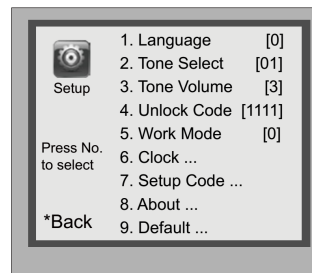 Setup
Press No.
to select
*Back
1. Language [0]
2. Tone Select [01]
3. Tone Volume [3]
4. Unlock Code [1111]
5. Work Mode [0]
6. Clock ...
7. Setup Code ...
8. About ...
9. Default ...